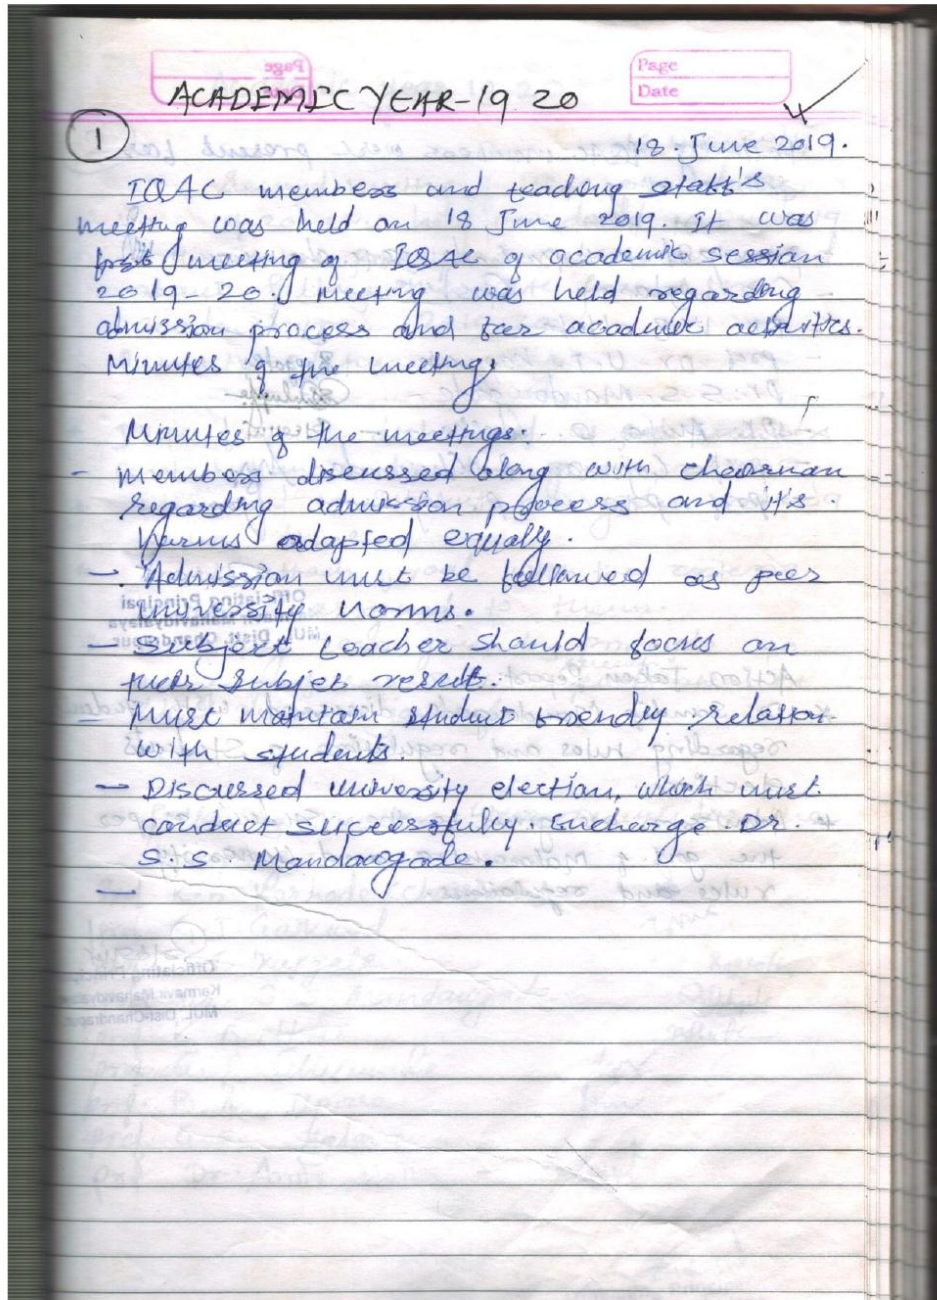 Page
Date
ACADEMIC YEAR-19 20
1
18 June 2019.
IQAC members and teaching staff's
meeting was held on 18 June 2019. It was
first meeting of IQAC of academic session
2019-20. Meeting was held regarding
admission process and for academic activities.
Minutes of the meeting.
Minutes of the meetings.
- members discussed along with chairman
regarding admission process and it's
Norms adapted equally.
- Admission must be followed as per
University norms.
- Subject teacher should focus on
their subject result.
- Must maintain student friendly relation
with students.
- Discussed university election, which must
conduct successfully. Encharge Dr.
S.S. Mandavgade.
-